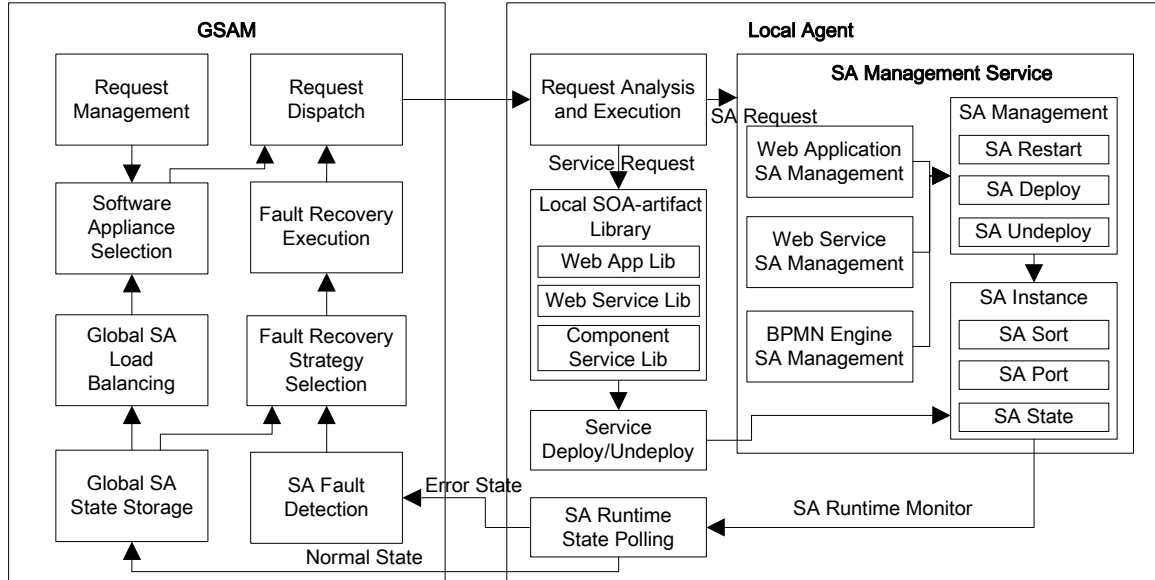 GSAM
Request
Management
Request
Dispatch
Software
Appliance
Selection
Fault Recovery
Execution
Global SA
Load
Balancing
Fault Recovery
Strategy
Selection
Global SA
State Storage
SA Fault
Detection
Error State
Normal State
Local Agent
Request Analysis
and Execution
SA Request
Service Request
Local SOA-artifact
Library
Web App Lib
Web Service Lib
Component
Service Lib
Service
Deploy/Undeploy
SA Runtime
State Polling
SA Runtime Monitor
SA Management Service
Web Application
SA Management
Web Service
SA Management
BPMN Engine
SA Management
SA Management
SA Restart
SA Deploy
SA Undeploy
SA Instance
SA Sort
SA Port
SA State